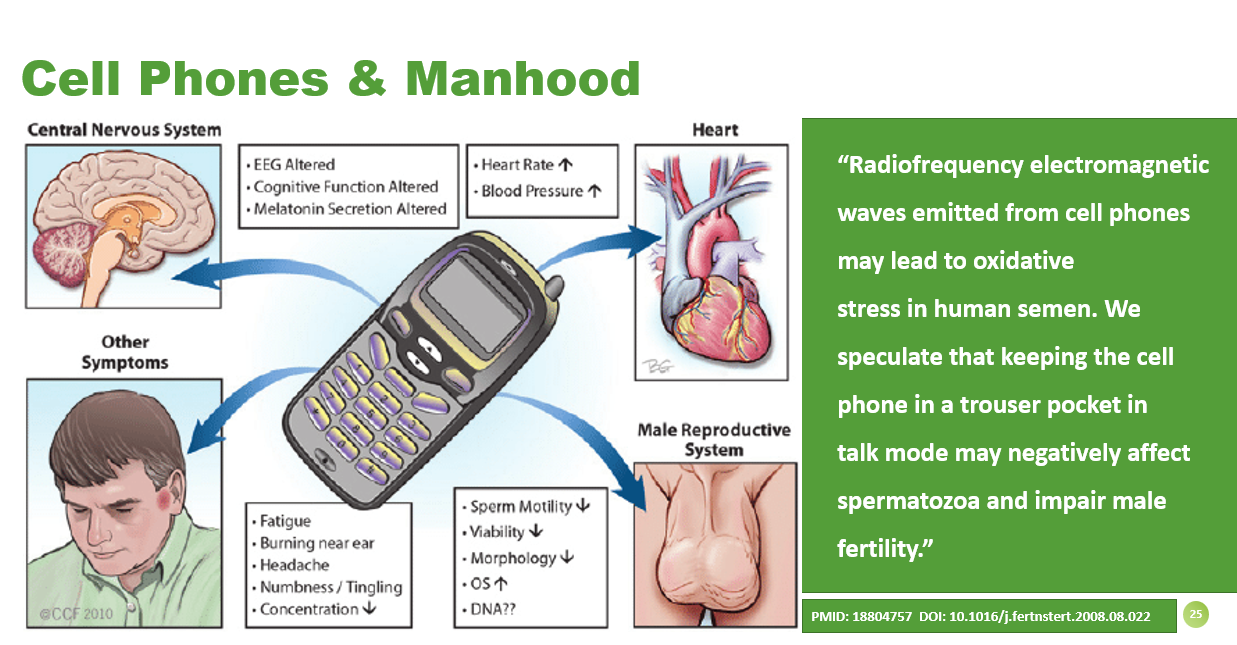 Cell Phones & Manhood
Central Nervous System
• EEG Altered
• Cognitive Function Altered
• Melatonin Secretion Altered
• Heart Rate ↑
• Blood Pressure ↑
Heart
Other
Symptoms
• Fatigue
• Burning near ear
• Headache
• Numbness / Tingling
• Concentration ↓
©CCF 2010
• Sperm Motility ↓
• Viability ↓
• Morphology ↓
• OS ↑
• DNA??
Male Reproductive
System
“Radiofrequency electromagnetic
waves emitted from cell phones
may lead to oxidative
stress in human semen. We
speculate that keeping the cell
phone in a trouser pocket in
talk mode may negatively affect
spermatozoa and impair male
fertility.”
PMID: 18804757 DOI: 10.1016/j.fertnstert.2008.08.022
25